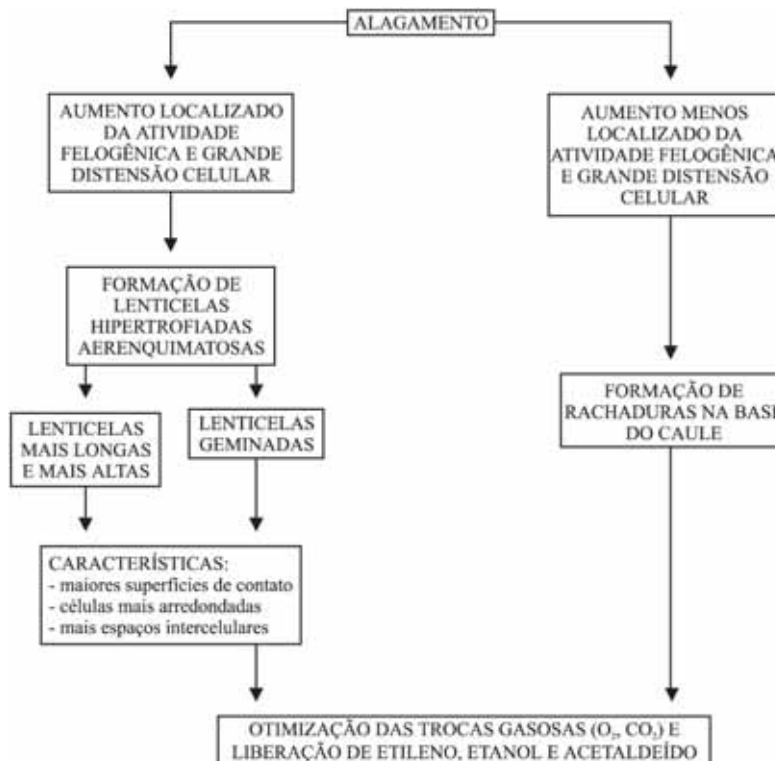 ALAGAMENTO
AUMENTO LOCALIZADO
DA ATIVIDADE
FELOGÊNICA E GRANDE
DISTENSÃO CELULAR
AUMENTO MENOS
LOCALIZADO DA
ATIVIDADE FELOGÊNICA
E GRANDE DISTENSÃO
CELULAR
FORMAÇÃO DE
LENTICELAS
HIPERTROFIADAS
AERENQUIMATOSAS
LENTICELAS
MAIS LONGAS
E MAIS ALTAS
LENTICELAS
GEMINADAS
FORMAÇÃO DE
RACHADURAS NA BASE
DO CAULE
CARACTERÍSTICAS:
- maiores superfícies de contato
- células mais arredondadas
- mais espaços intercelulares
OTIMIZAÇÃO DAS TROCAS GASOSAS (O₂, CO₂) E
LIBERAÇÃO DE ETILENO, ETANOL E ACETALDEÍDO